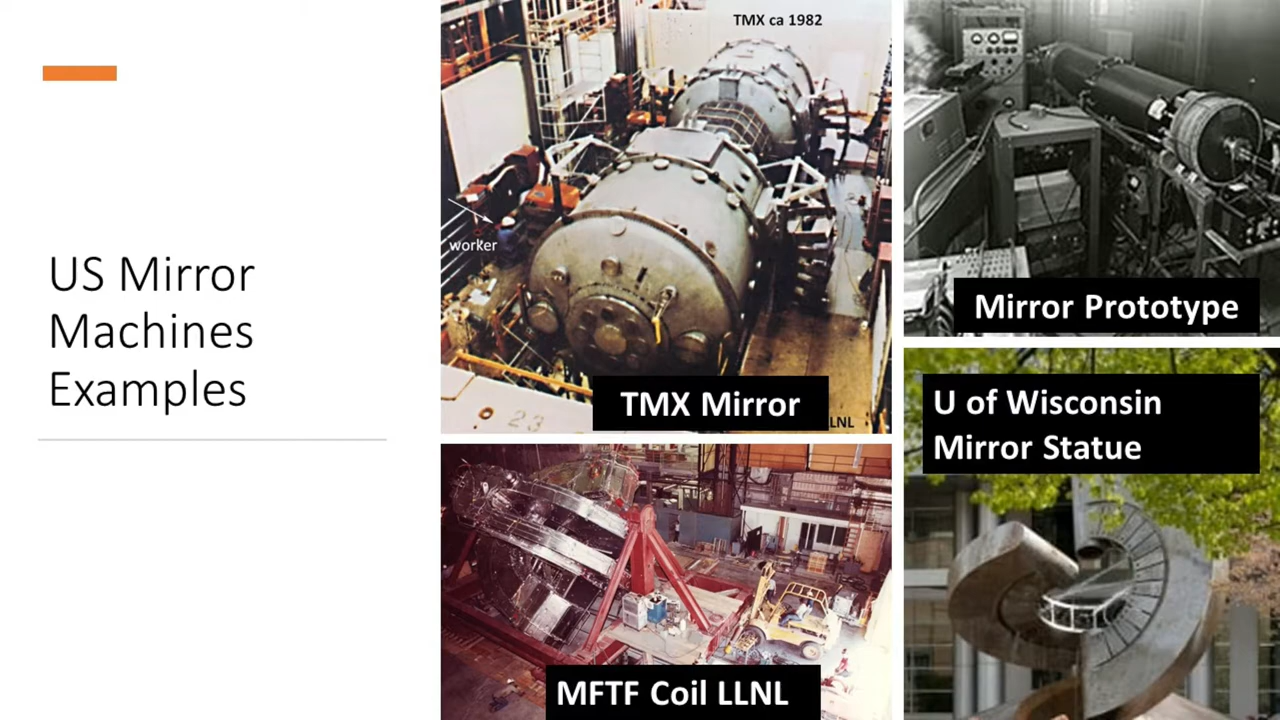 US Mirror
Machines
Examples
TMX ca 1982
worker
TMX Mirror
LNL
MFTF Coil LLNL
Mirror Prototype
U of Wisconsin
Mirror Statue